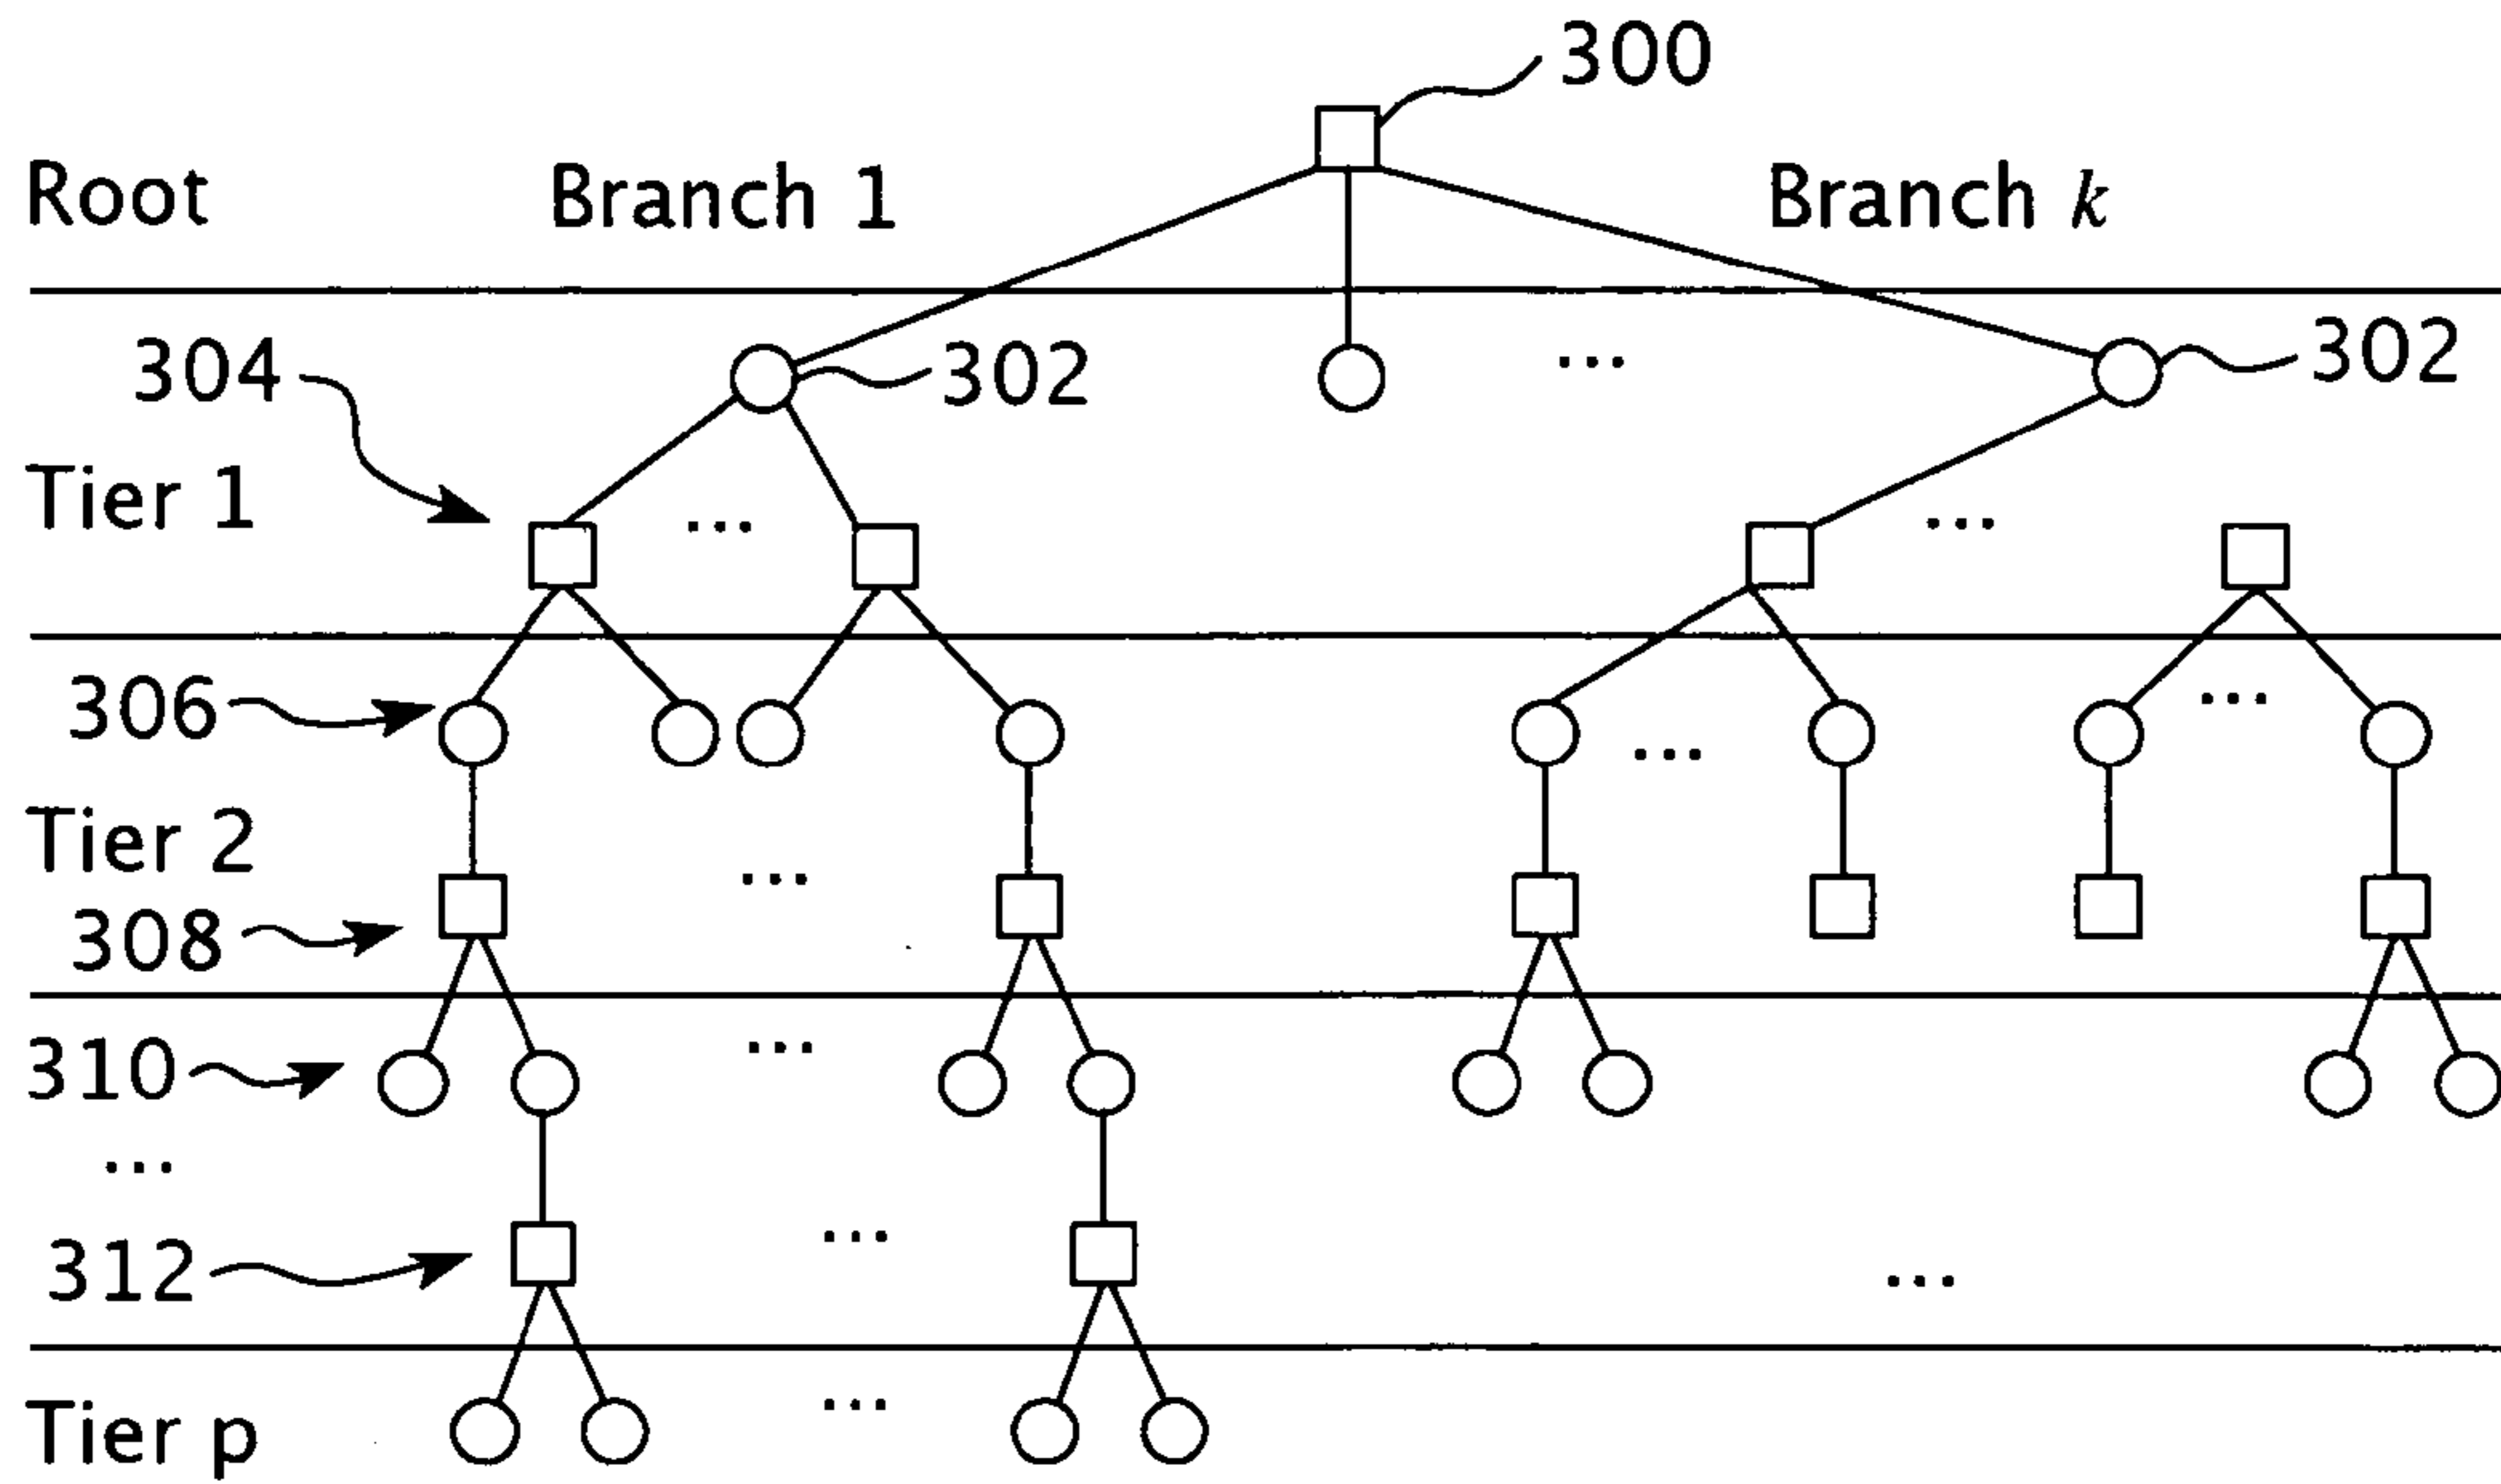 300
Root Branch 1 Branch k
304 302 ... 302
Tier 1 ... ...
306 ... ...
Tier 2 ...
308
310 ...
...
312 ... ...
Tier p ...